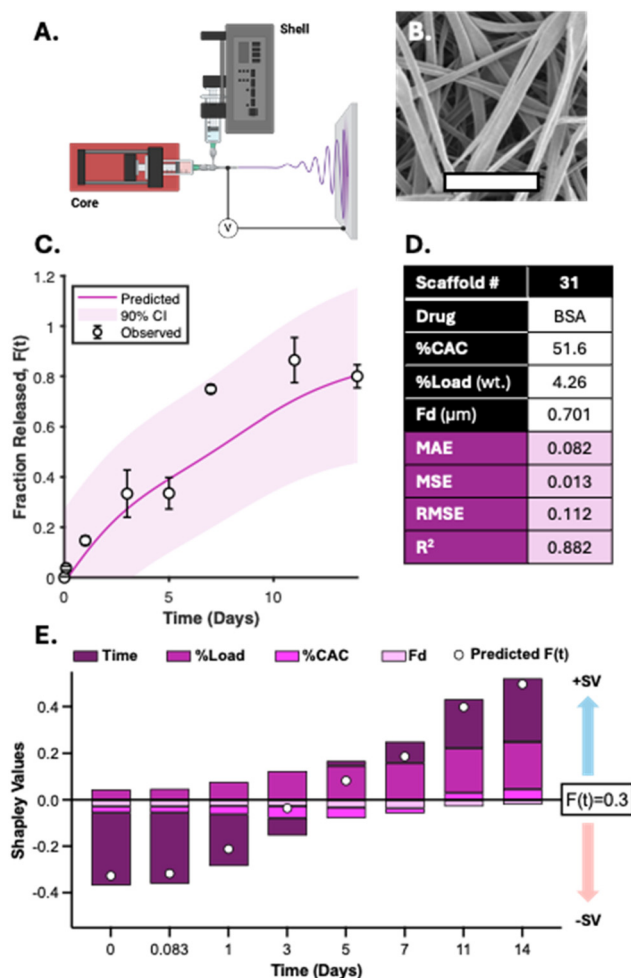 A.
Shell
Core
V
B.
C.
Fraction Released, F(t)
1.2
1
0.8
0.6
0.4
0.2
0
Predicted
90% CI
Observed
0
5
10
Time (Days)
D.
Scaffold # 31
Drug BSA
%CAC 51.6
%Load (wt.) 4.26
Fd (µm) 0.701
MAE 0.082
MSE 0.013
RMSE 0.112
R² 0.882
E.
Time %Load %CAC Fd Predicted F(t)
Shapley Values
0.4
0.2
0.0
-0.2
-0.4
+SV
F(t)=0.3
-SV
0 0.083 1 3 5 7 11 14
Time (Days)